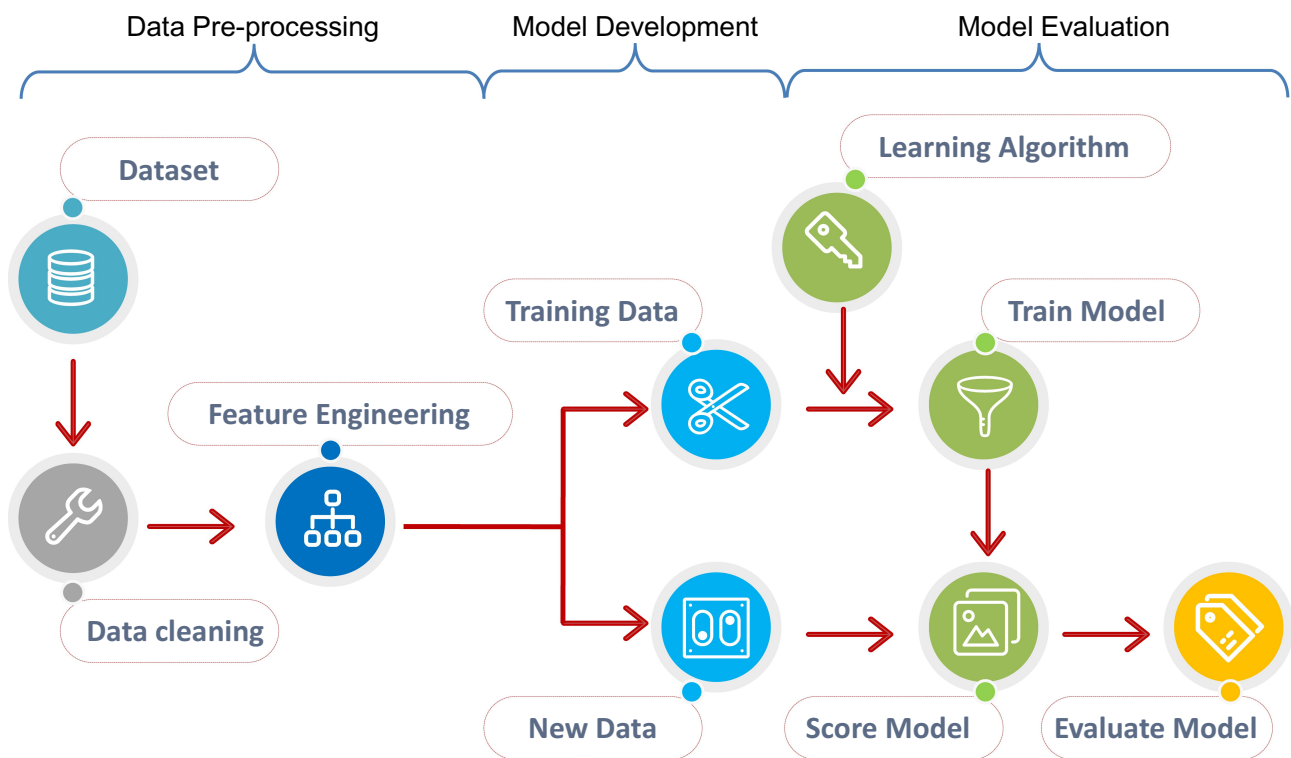 Data Pre-processing
Model Development
Model Evaluation
Learning Algorithm
Dataset
Training Data
Train Model
Feature Engineering
Data cleaning
New Data
Score Model
Evaluate Model